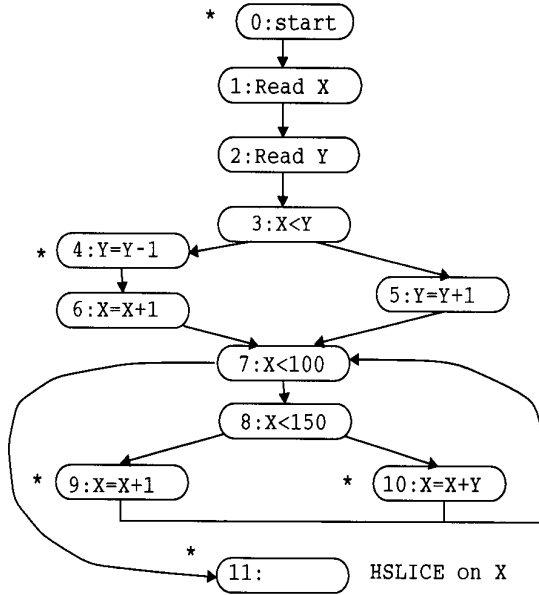 * 0:start
1:Read X
2:Read Y
3:X<Y
* 4:Y=Y-1
5:Y=Y+1
6:X=X+1
7:X<100
8:X<150
* 9:X=X+1
* 10:X=X+Y
* 11: HSLICE on X